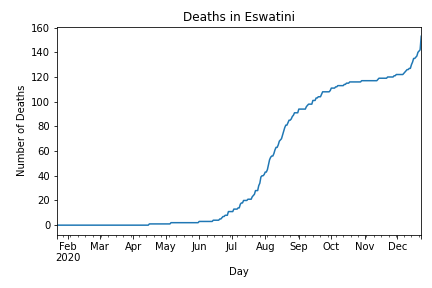 Deaths in Eswatini
Number of Deaths
160
140
120
100
80
60
40
20
0
Feb Mar Apr May Jun Jul Aug Sep Oct Nov Dec
2020
Day